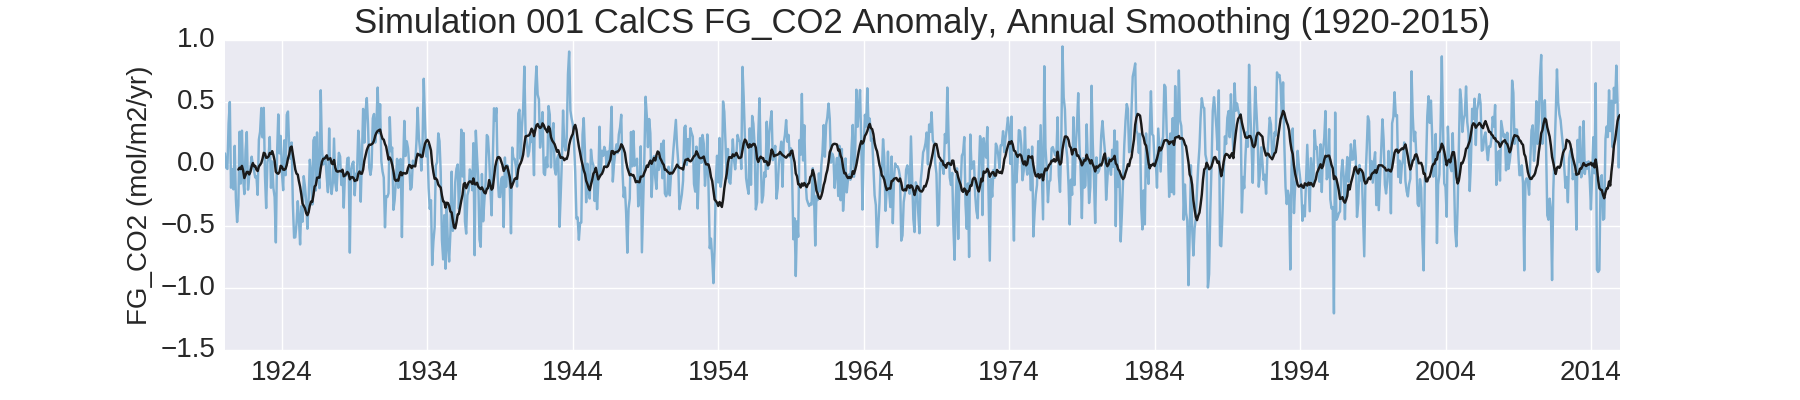 Simulation 001 CalCS FG_CO2 Anomaly, Annual Smoothing (1920-2015)
FG_CO2 (mol/m2/yr)
1.0
0.5
0.0
−0.5
−1.0
−1.5
1924 1934 1944 1954 1964 1974 1984 1994 2004 2014